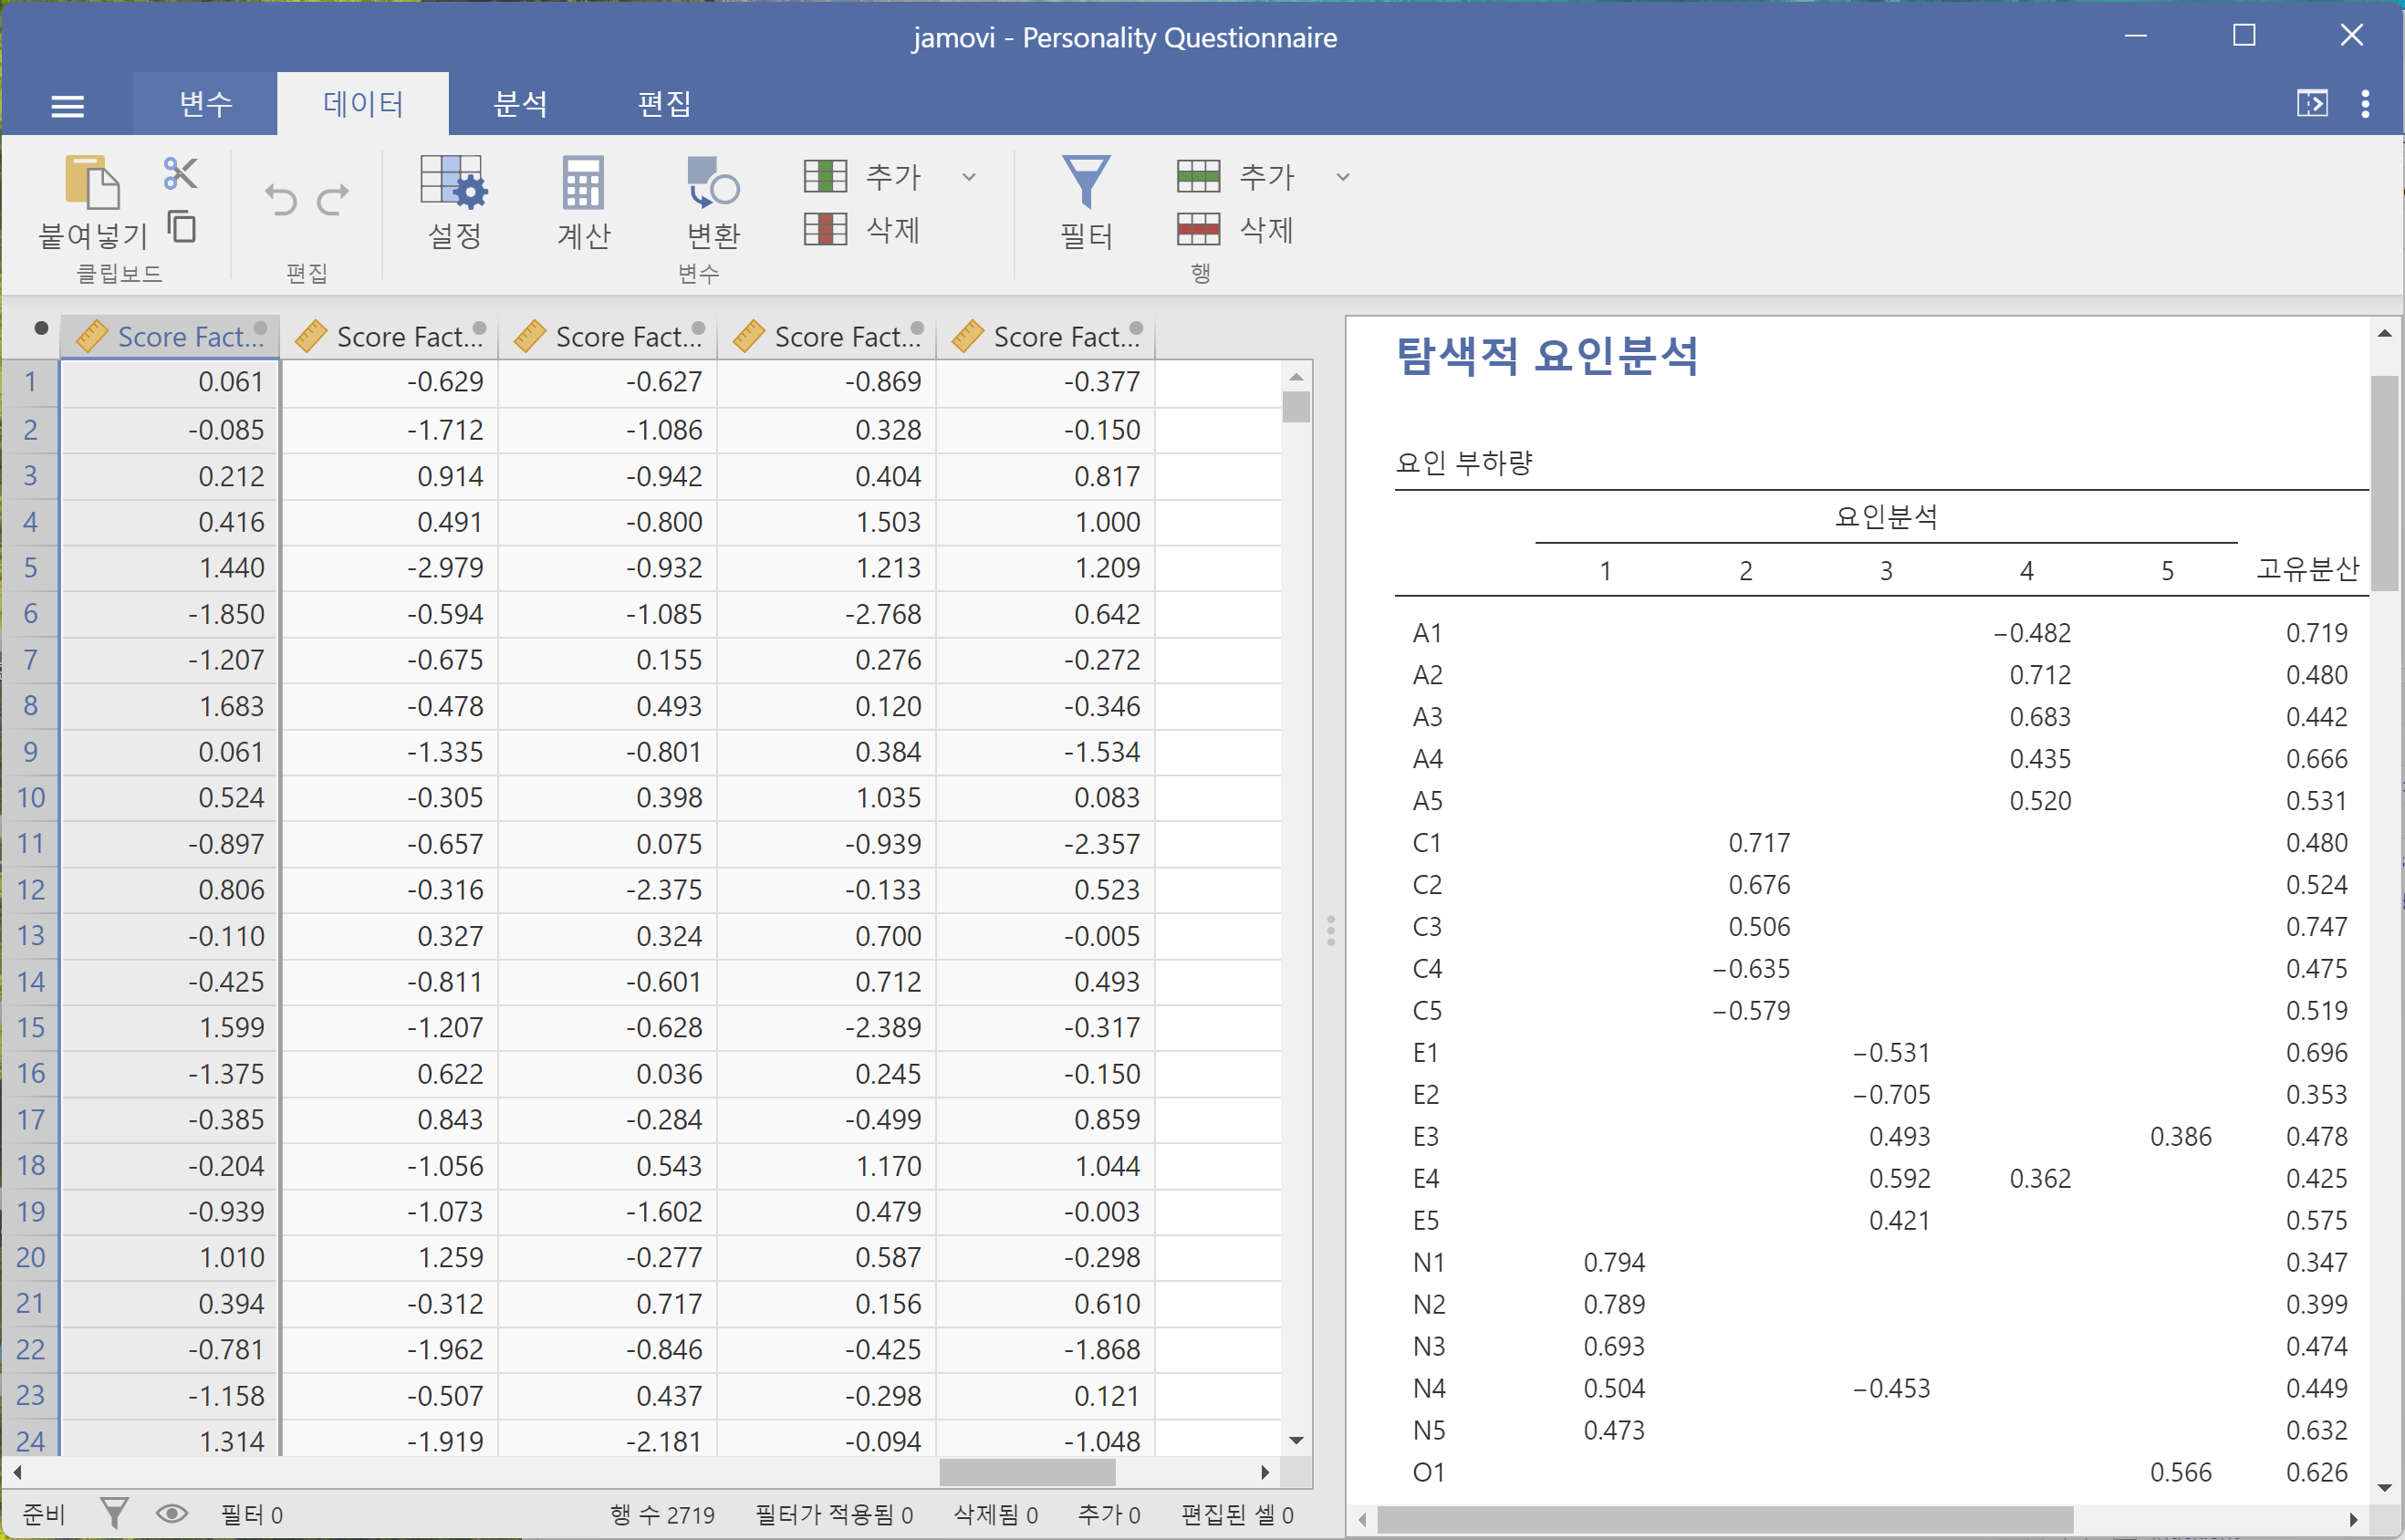 jamovi - Personality Questionnaire
변수 데이터 분석 편집
붙여넣기 설정 계산 변환 추가 삭제 필터 추가 삭제
클립보드 편집 변수 행
Score Fact... Score Fact... Score Fact... Score Fact... Score Fact...
1 0.061 -0.629 -0.627 -0.869 -0.377
2 -0.085 -1.712 -1.086 0.328 -0.150
3 0.212 0.914 -0.942 0.404 0.817
4 0.416 0.491 -0.800 1.503 1.000
5 1.440 -2.979 -0.932 1.213 1.209
6 -1.850 -0.594 -1.085 -2.768 0.642
7 -1.207 -0.675 0.155 0.276 -0.272
8 1.683 -0.478 0.493 0.120 -0.346
9 0.061 -1.335 -0.801 0.384 -1.534
10 0.524 -0.305 0.398 1.035 0.083
11 -0.897 -0.657 0.075 -0.939 -2.357
12 0.806 -0.316 -2.375 -0.133 0.523
13 -0.110 0.327 0.324 0.700 -0.005
14 -0.425 -0.811 -0.601 0.712 0.493
15 1.599 -1.207 -0.628 -2.389 -0.317
16 -1.375 0.622 0.036 0.245 -0.150
17 -0.385 0.843 -0.284 -0.499 0.859
18 -0.204 -1.056 0.543 1.170 1.044
19 -0.939 -1.073 -1.602 0.479 -0.003
20 1.010 1.259 -0.277 0.587 -0.298
21 0.394 -0.312 0.717 0.156 0.610
22 -0.781 -1.962 -0.846 -0.425 -1.868
23 -1.158 -0.507 0.437 -0.298 0.121
24 1.314 -1.919 -2.181 -0.094 -1.048
준비 필터 0 행 수 2719 필터가 적용됨 0 삭제됨 0 추가 0 편집된 셀 0
탐색적 요인분석
요인 부하량
요인분석
1 2 3 4 5 고유분산
A1 −0.482 0.719
A2 0.712 0.480
A3 0.683 0.442
A4 0.435 0.666
A5 0.520 0.531
C1 0.717 0.480
C2 0.676 0.524
C3 0.506 0.747
C4 −0.635 0.475
C5 −0.579 0.519
E1 −0.531 0.696
E2 −0.705 0.353
E3 0.493 0.386 0.478
E4 0.592 0.362 0.425
E5 0.421 0.575
N1 0.794 0.347
N2 0.789 0.399
N3 0.693 0.474
N4 0.504 −0.453 0.449
N5 0.473 0.632
O1 0.566 0.626